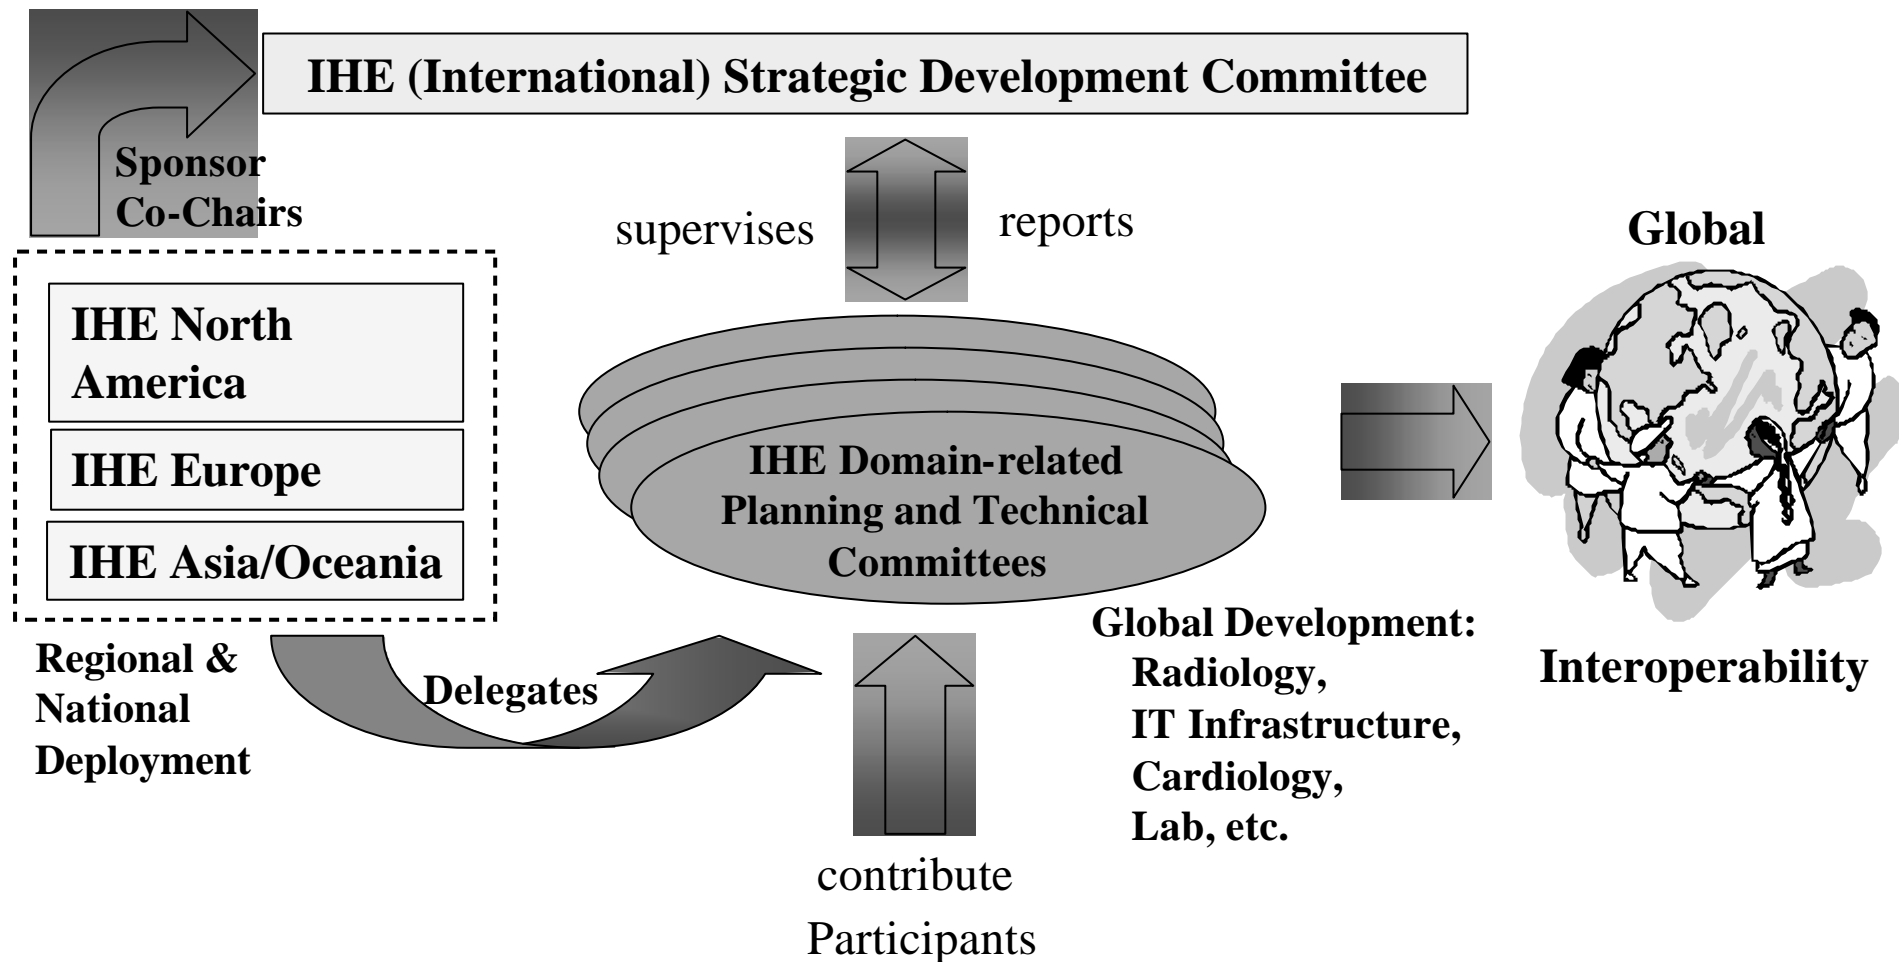 IHE (International) Strategic Development Committee
Sponsor
Co-Chairs
supervises
reports
Global
IHE North
America
IHE Europe
IHE Asia/Oceania
IHE Domain-related
Planning and Technical
Committees
Regional &
National
Deployment
Delegates
Global Development:
Radiology,
IT Infrastructure,
Cardiology,
Lab, etc.
Interoperability
contribute
Participants